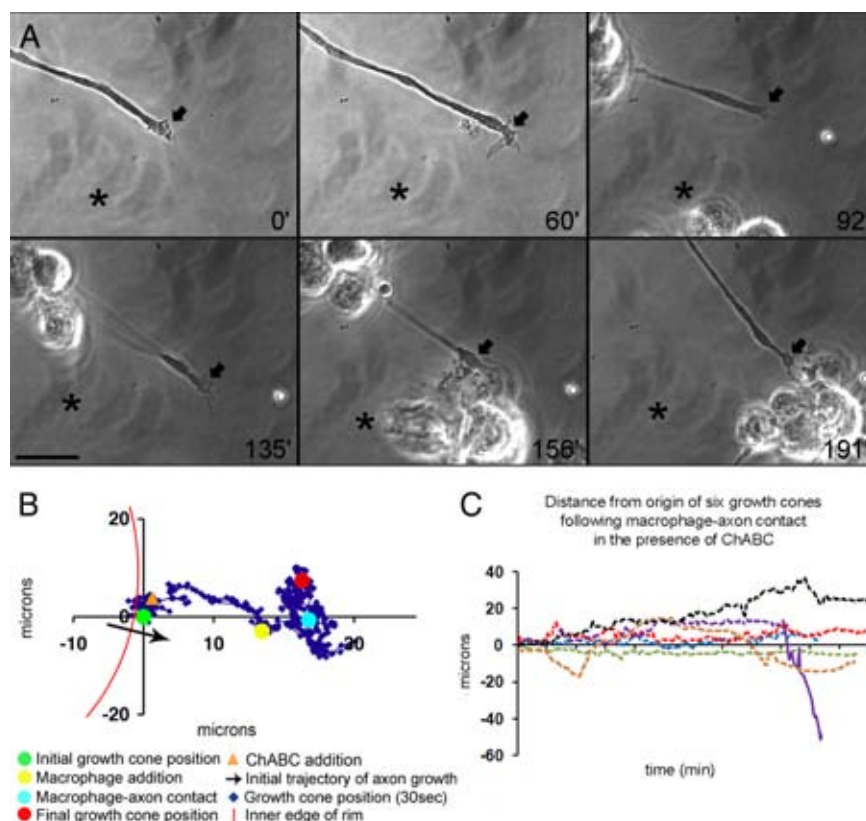 A
*
0'
*
60'
*
92
*
135'
*
156'
*
191'
B
20
microns
0
-10
10
20
-20
microns
Initial growth cone position
ChABC addition
Macrophage addition
Initial trajectory of axon growth
Macrophage-axon contact
Growth cone position (30sec)
Final growth cone position
Inner edge of rim
C
Distance from origin of six growth cones
following macrophage-axon contact
in the presence of ChABC
microns
40
20
0
-20
-40
-60
time (min)